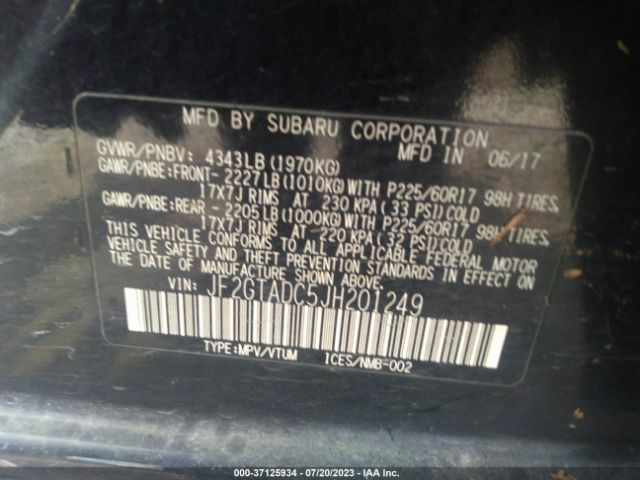 MFD BY SUBARU CORPORATION
GVWR/PNBV: 4343LB (1970KG) MFD IN 06/17
GAWR/PNBE:FRONT- 2227LB(1010KG)WITH P225/60R17 98H TIRES,
17X7J RIMS AT 230 KPA (33 PSI)COLD
GAWR/PNBE:REAR - 2205LB(1000KG)WITH P225/60R17 98H TIRES,
17X7J RIMS AT 220 KPA (32 PSI)COLD
THIS VEHICLE CONFORMS TO ALL APPLICABLE FEDERAL MOTOR
VEHICLE SAFETY AND THEFT PREVENTION STANDARDS IN EFFECT ON
THE DATE OF MANUFACTURE SHOWN ABOVE.
VIN: JF2GTADC5JH201249
TYPE:MPV/VTUM ICES/NMB-002
000-37125934 - 07/20/2023 - IAA Inc.